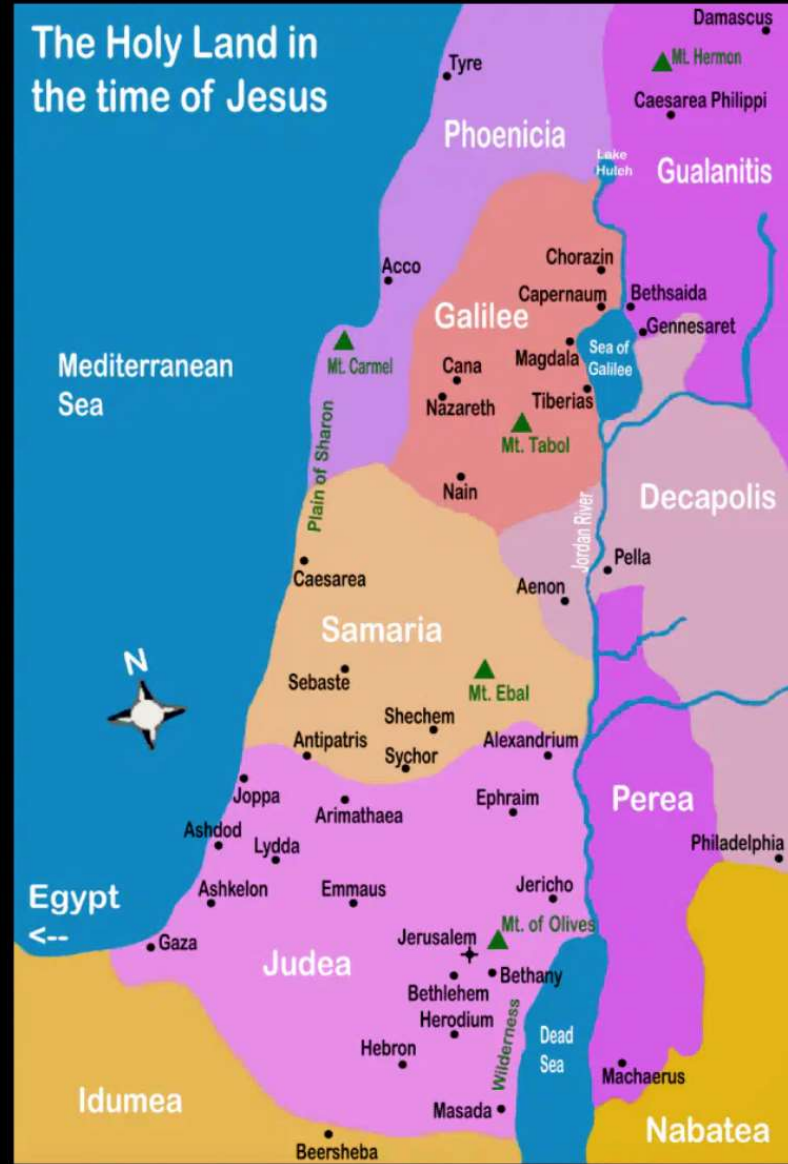 The Holy Land in
the time of Jesus
Damascus
Mt. Hermon
Tyre
Caesarea Philippi
Phoenicia
Lake
Huleh
Gualanitis
Chorazin
Acco
Capernaum
Bethsaida
Galilee
Gennesaret
Mediterranean
Sea
Mt. Carmel
Cana
Magdala
Sea of
Galilee
Nazareth
Tiberias
Mt. Tabol
Plain of Sharon
Nain
Decapolis
Jordan River
Pella
Caesarea
Aenon
Samaria
N
Sebaste
Mt. Ebal
Shechem
Antipatris
Sychor
Alexandrium
Joppa
Arimathaea
Ephraim
Perea
Ashdod
Lydda
Philadelphia
Egypt
<--
Ashkelon
Emmaus
Jericho
Mt. of Olives
Gaza
Jerusalem
Judea
Bethany
Bethlehem
Herodium
Wilderness
Dead
Sea
Hebron
Machaerus
Idumea
Masada
Nabatea
Beersheba